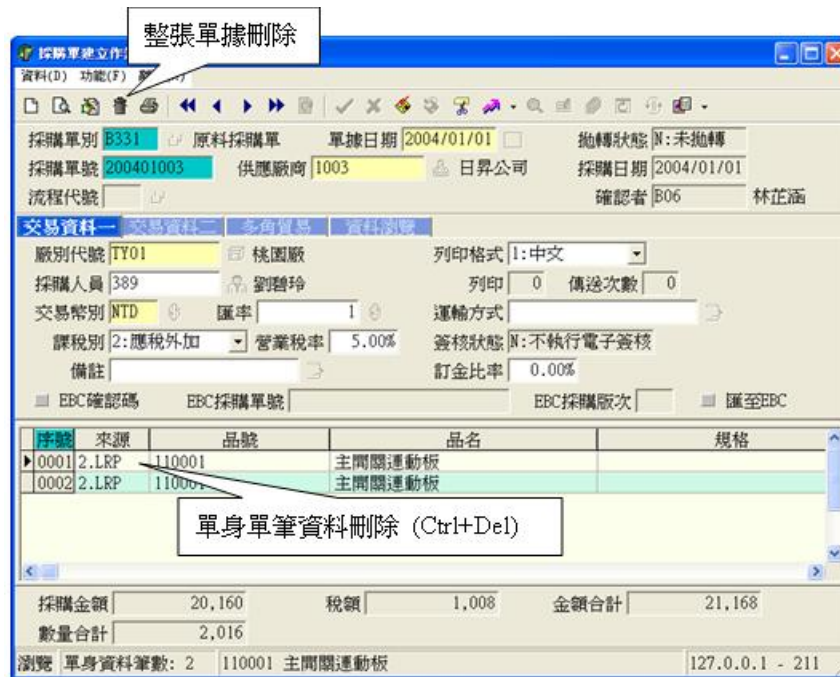 整張單據刪除
採購單建立作
資料(D) 功能(F)
採購單別 B331 原料採購單 單據日期 2004/01/01 拋轉狀態 N:未拋轉
採購單號 200401003 供應廠商 1003 日昇公司 採購日期 2004/01/01
流程代號 確認者 B06 林芷涵
交易資料一 交易資料二 多角貿易 資料瀏覽
廠別代號 TY01 桃園廠 列印格式 1:中文
採購人員 389 劉碧玲 列印 0 傳送次數 0
交易幣別 NTD 匯率 1 運輸方式
課稅別 2:應稅外加 營業稅率 5.00% 簽核狀態 N:不執行電子簽核
備註 訂金比率 0.00%
EBC確認碼 EBC採購單號 EBC採購版次 匯至EBC
序號 來源 品號 品名 規格
0001 2.LRP 110001 主開關運動板
0002 2.LRP 110001 主開關運動板
單身單筆資料刪除 (Ctrl+Del)
採購金額 20,160 稅額 1,008 金額合計 21,168
數量合計 2,016
瀏覽 單身資料筆數: 2 110001 主開關運動板 127.0.0.1 - 211